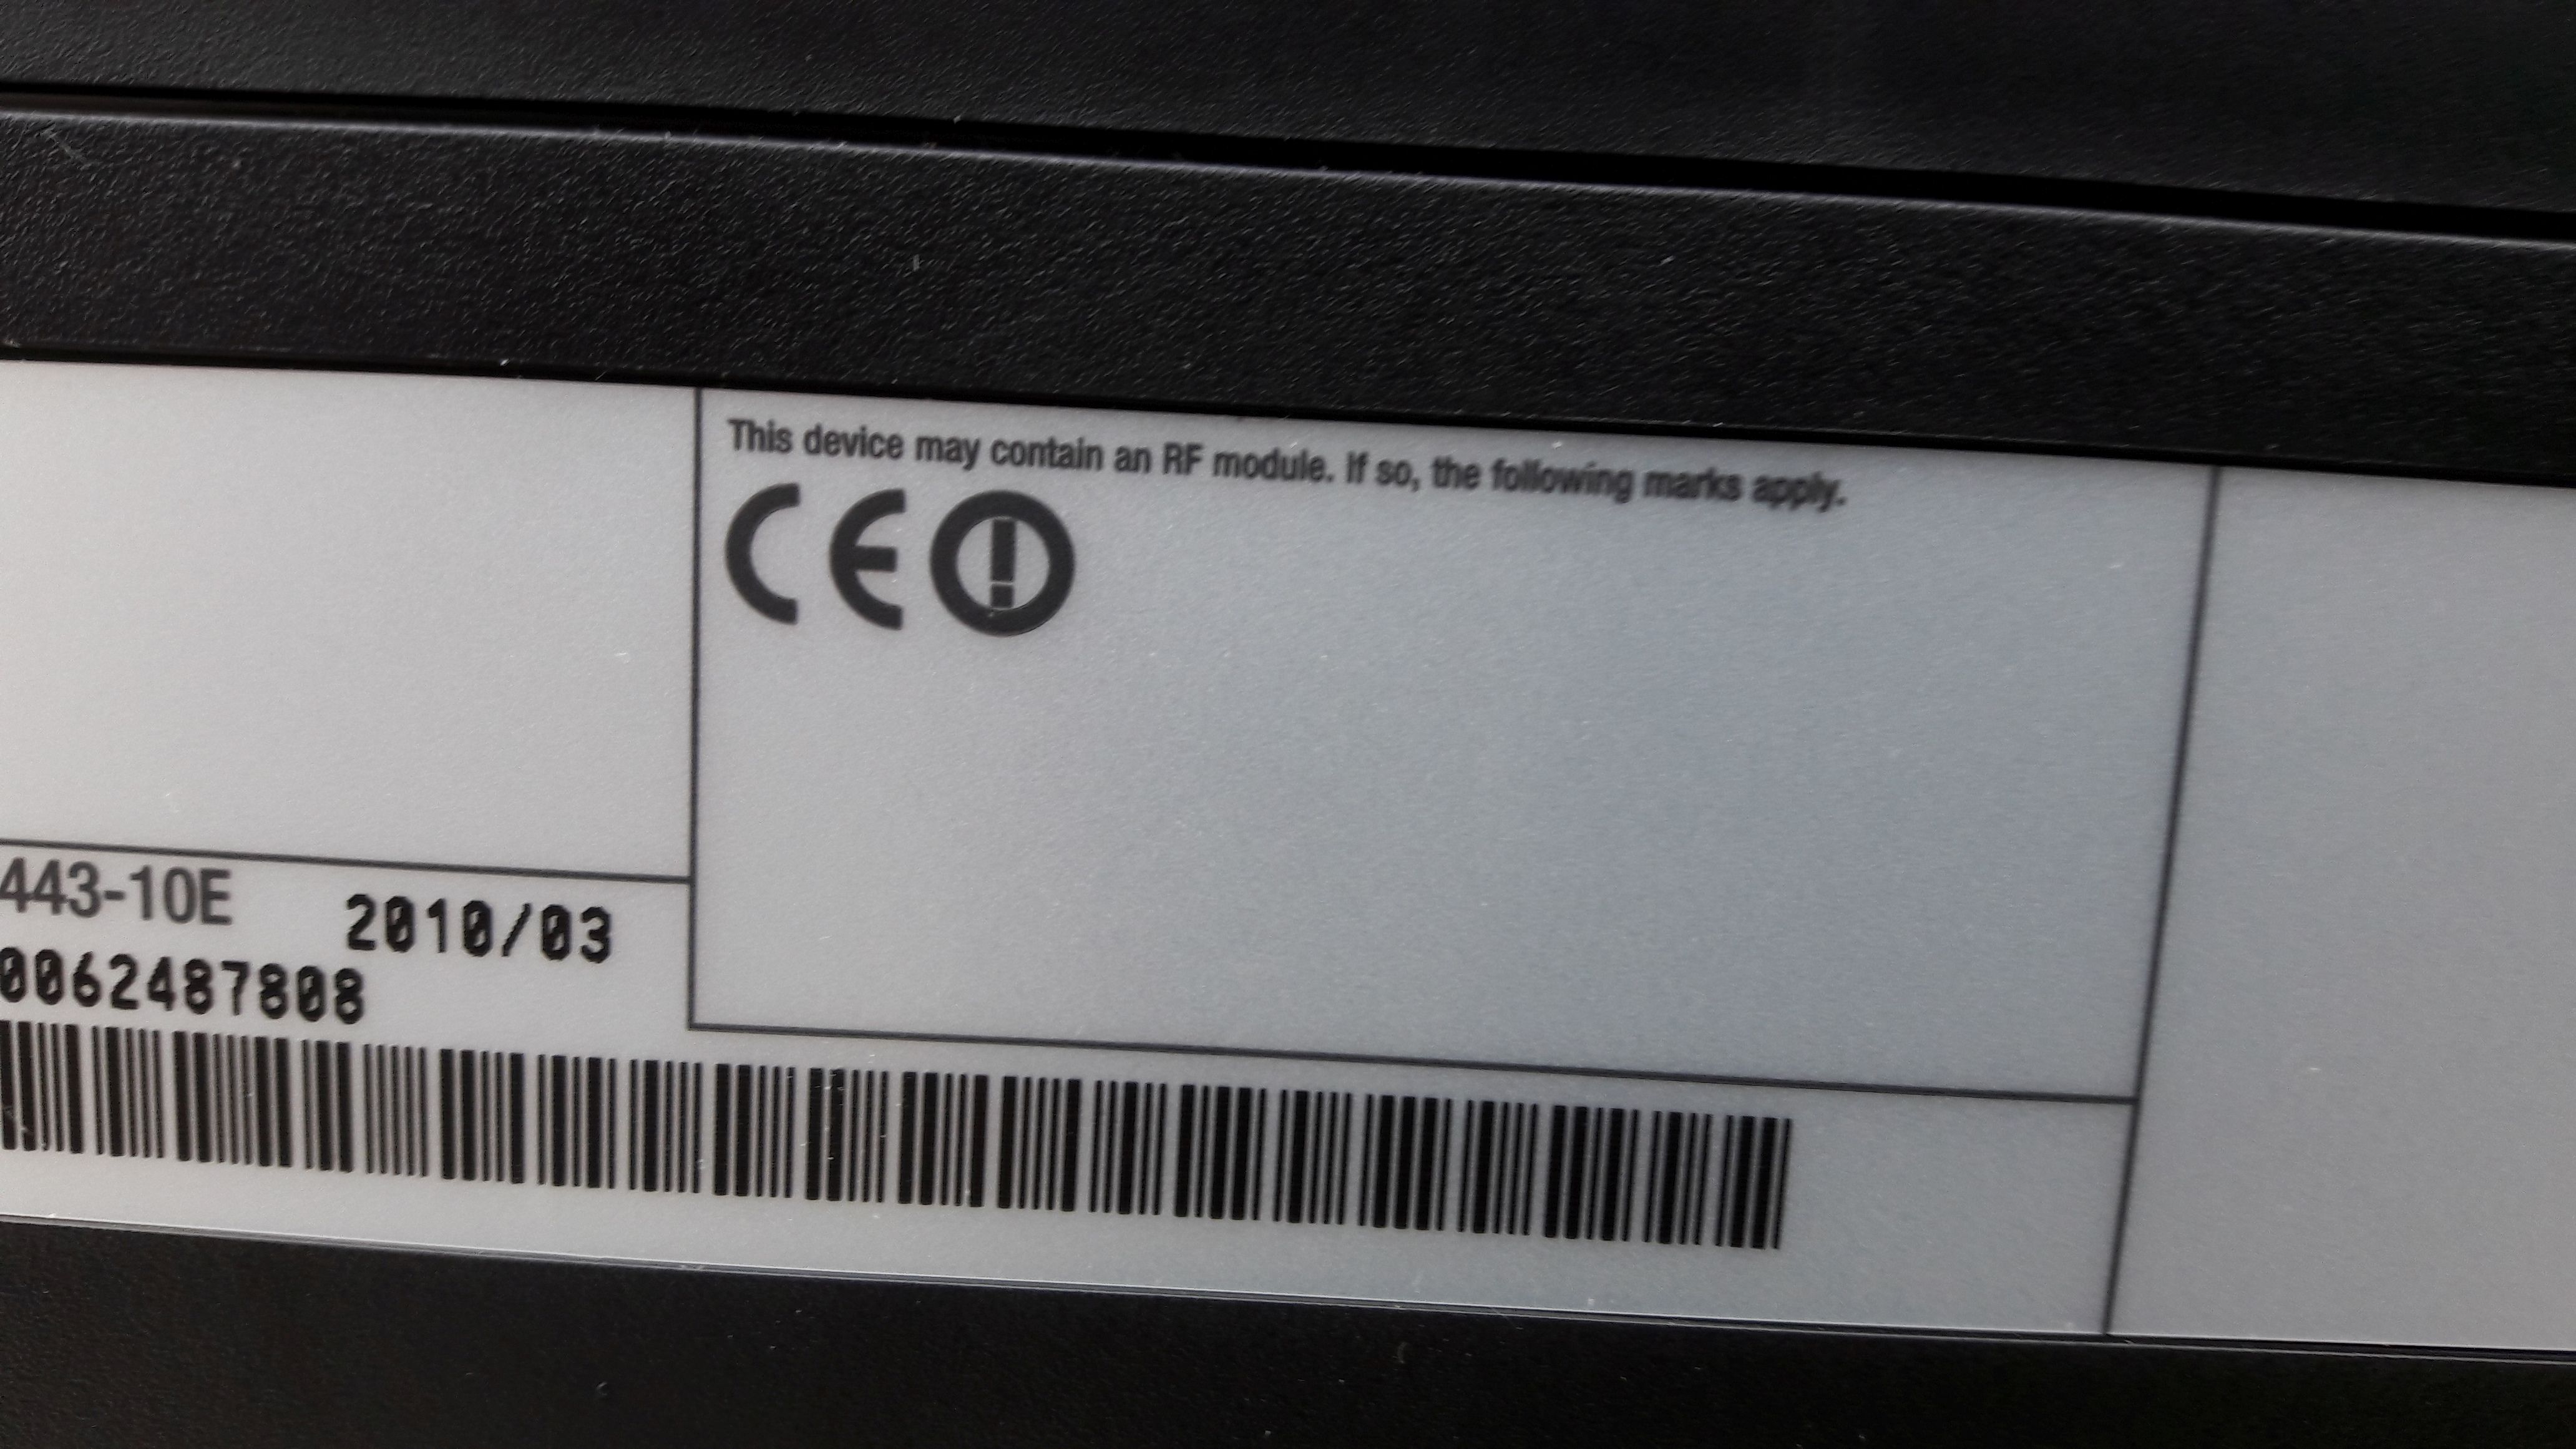 This device may contain an RF module. If so, the following marks apply.
CE
443-10E
2010/03
0062487808